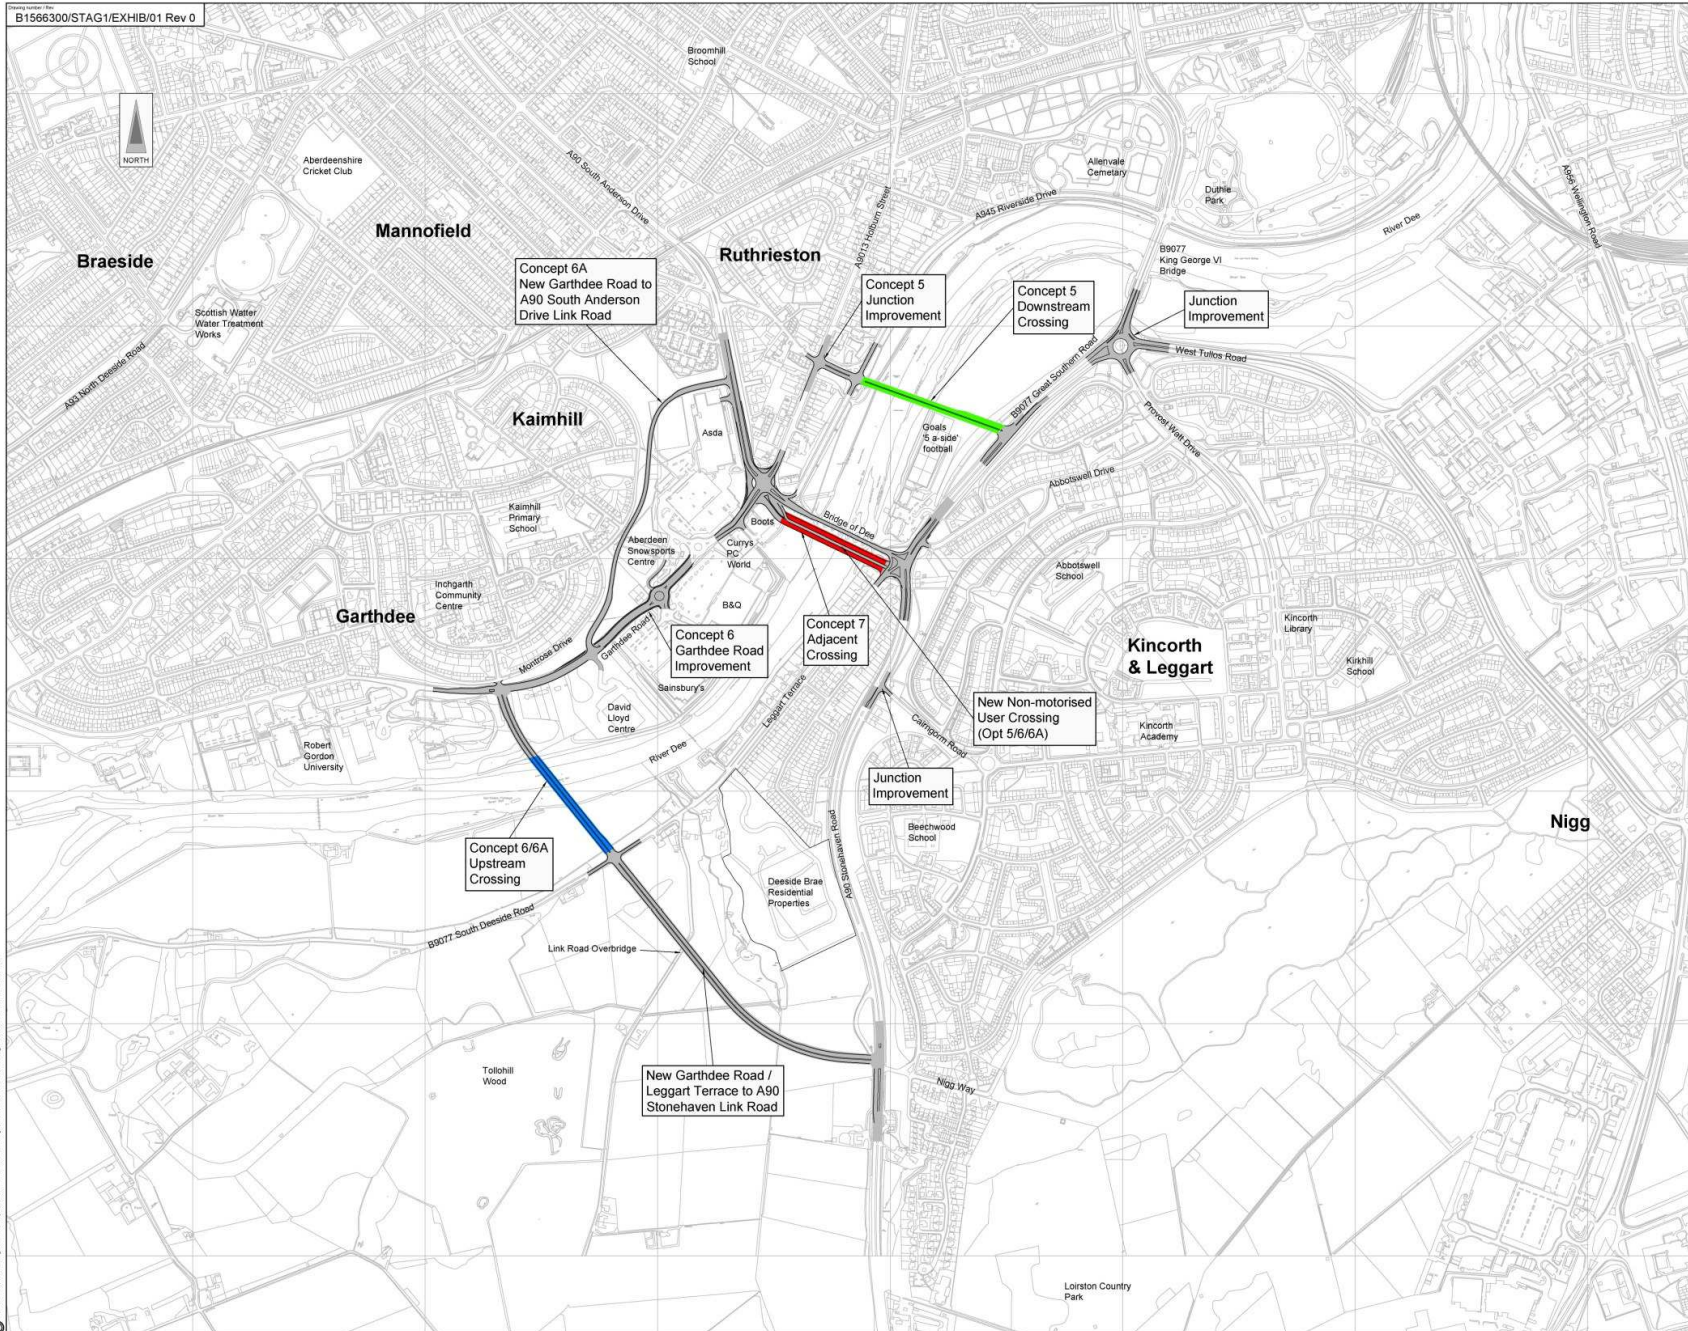 Drawing number / Rev
B1566300/STAG1/EXHIB/01 Rev 0
NORTH
Broomhill
School
Aberdeenshire
Cricket Club
A90 South Anderson Drive
Allenvale
Cemetary
Duthie
Park
A956 Wellington Road
A945 Riverside Drive
A9013 Holburn Street
River Dee
Mannofield
Braeside
Ruthrieston
B9077
King George VI
Bridge
Concept 6A
New Garthdee Road to
A90 South Anderson
Drive Link Road
Concept 5
Junction
Improvement
Concept 5
Downstream
Crossing
Junction
Improvement
Scottish Watter
Water Treatment
Works
A93 North Deeside Road
B9077 Great Southern Road
West Tullos Road
Provost Watt Drive
Kaimhill
Asda
Goals
'5 a-side'
football
Abbotswell Drive
Kaimhill
Primary
School
Boots
Bridge of Dee
Aberdeen
Snowsports
Centre
Currys
PC
World
Abbotswell
School
Inchgarth
Community
Centre
B&Q
Garthdee
Kincorth
Library
Concept 6
Garthdee Road
Improvement
Concept 7
Adjacent
Crossing
Kincorth
& Leggart
Kirkhill
School
Montrose Drive
Garthdee Road
Sainsbury's
Leggart Terrace
David
Lloyd
Centre
New Non-motorised
User Crossing
(Opt 5/6/6A)
Cairngorm Road
Kincorth
Academy
Robert
Gordon
University
River Dee
Junction
Improvement
Beechwood
School
Nigg
A90 Stonehaven Road
Concept 6/6A
Upstream
Crossing
Deeside Brae
Residential
Properties
B9077 South Deeside Road
Link Road Overbridge
Tollohill
Wood
New Garthdee Road /
Leggart Terrace to A90
Stonehaven Link Road
Nigg Way
Loirston Country
Park